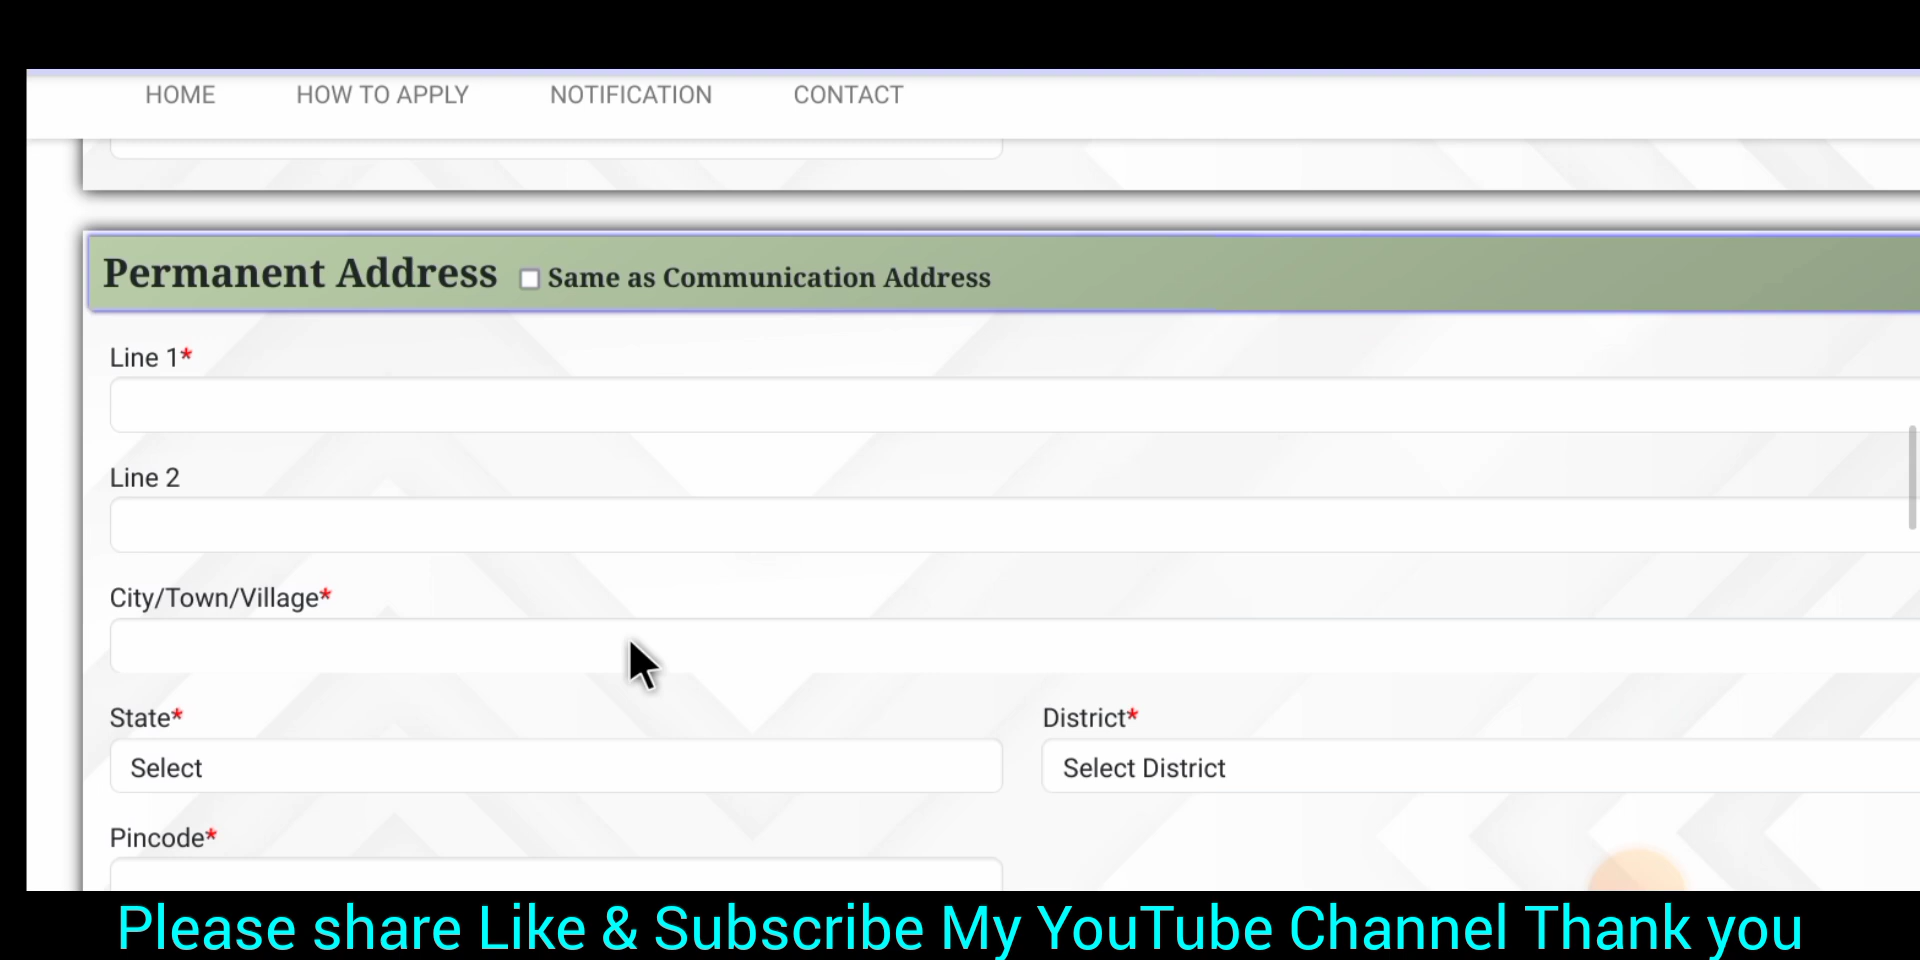 HOME HOW TO APPLY NOTIFICATION CONTACT
Permanent Address Same as Communication Address
Line 1*
Line 2
City/Town/Village*
State* District*
Select Select District
Pincode*
Please share Like & Subscribe My YouTube Channel Thank you